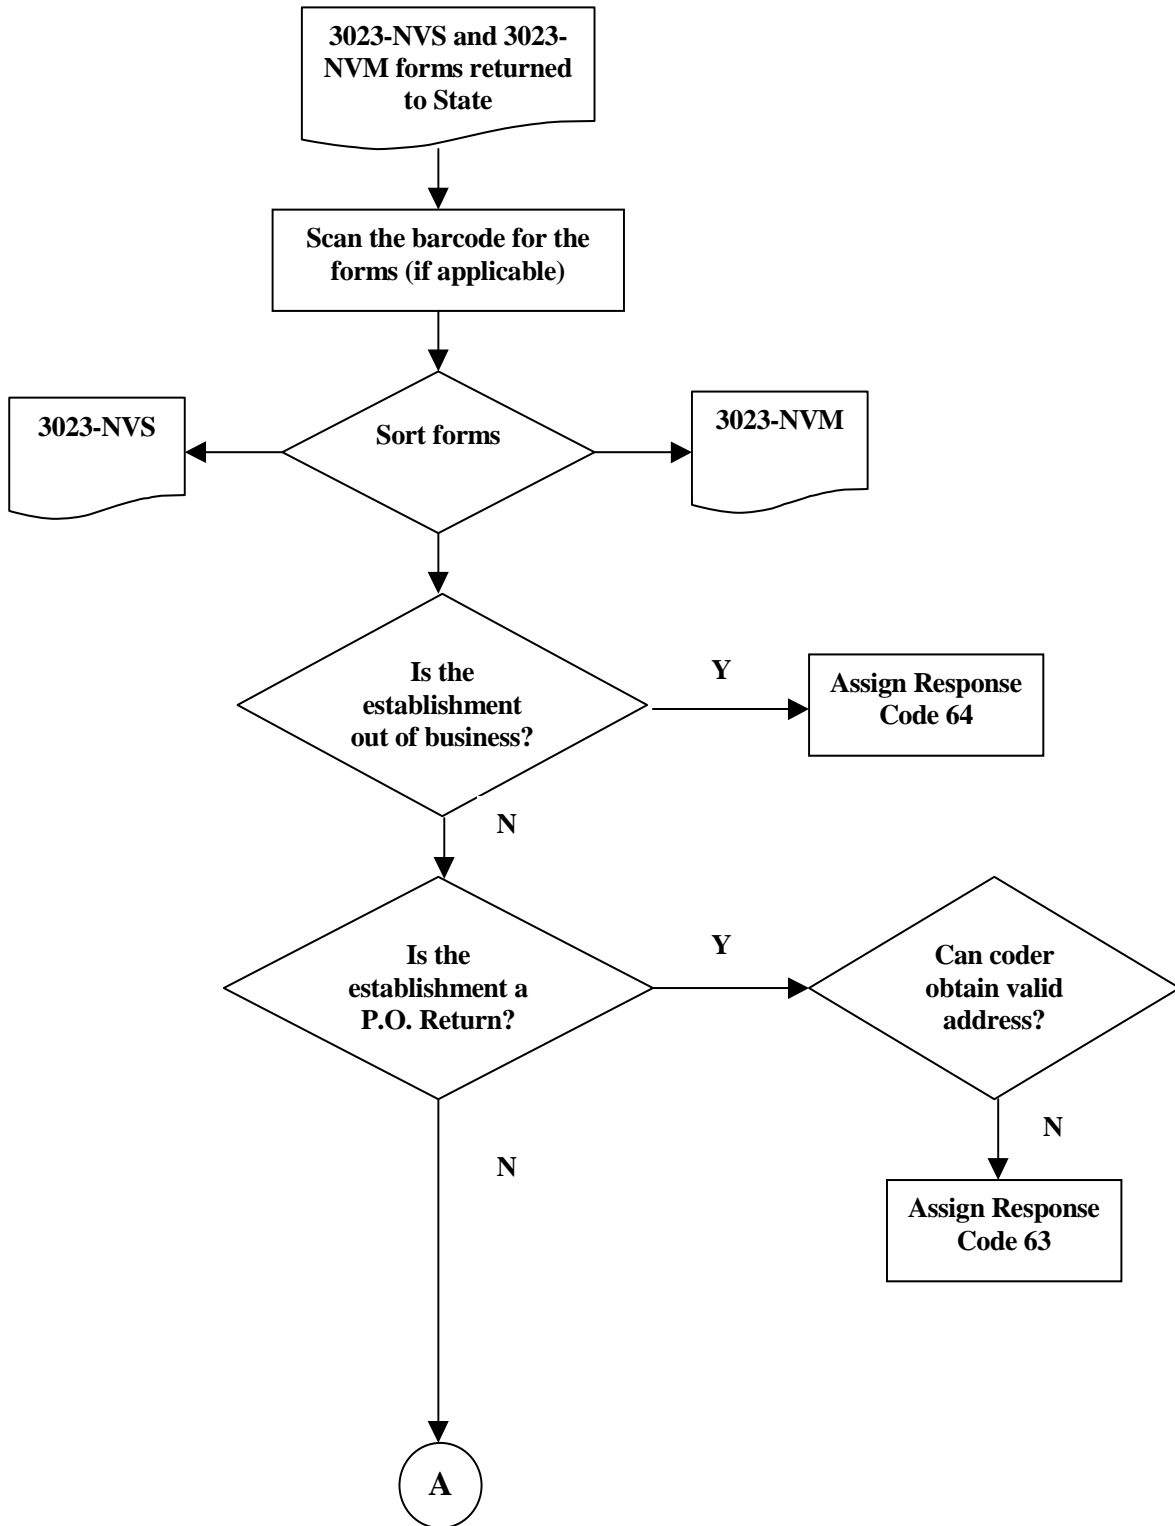 3023-NVS and 3023-
NVM forms returned
to State
Scan the barcode for the
forms (if applicable)
3023-NVS
Sort forms
3023-NVM
Is the
establishment
out of business?
Y
Assign Response
Code 64
N
Is the
establishment a
P.O. Return?
Y
Can coder
obtain valid
address?
N
N
Assign Response
Code 63
A